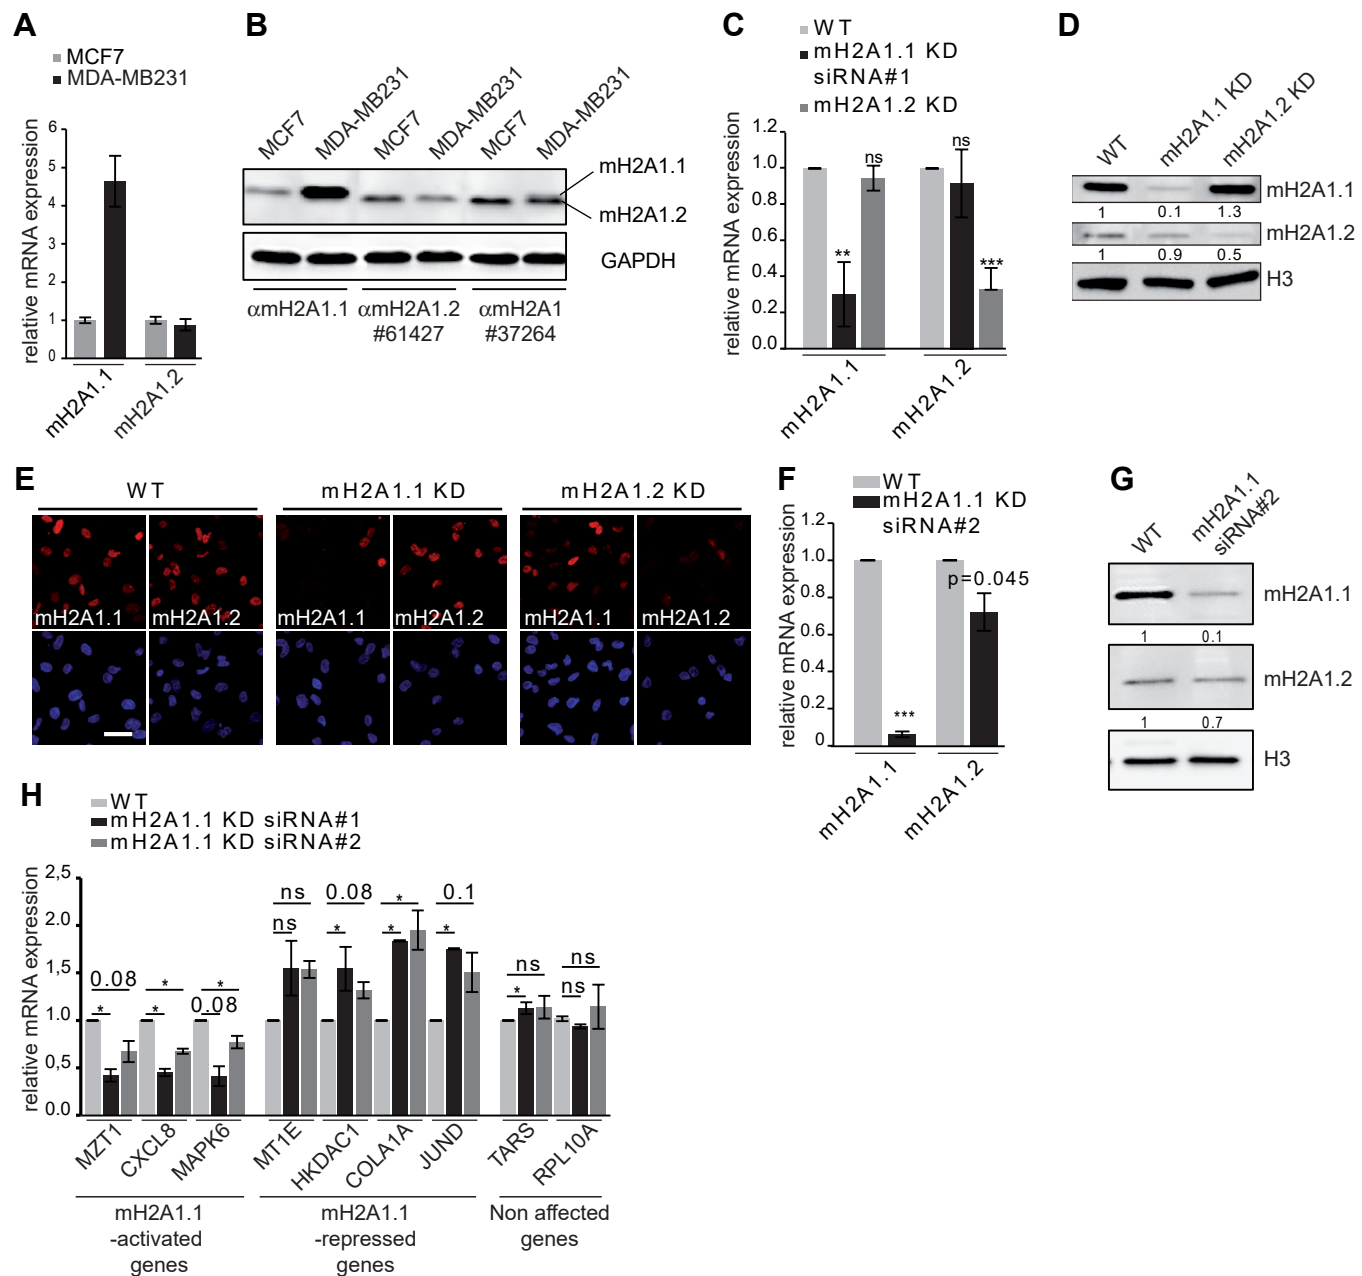 A
MCF7
MDA-MB231
relative mRNA expression
6
5
4
3
2
1
0
mH2A1.1
mH2A1.2
B
MCF7
MDA-MB231
MCF7
MDA-MB231
MCF7
MDA-MB231
mH2A1.1
mH2A1.2
GAPDH
αmH2A1.1
αmH2A1.2
#61427
αmH2A1
#37264
C
WT
mH2A1.1 KD
siRNA#1
mH2A1.2 KD
relative mRNA expression
1.2
1.0
0.8
0.6
0.4
0.2
0.0
**
ns
ns
***
mH2A1.1
mH2A1.2
D
WT
mH2A1.1 KD
mH2A1.2 KD
mH2A1.1
1 0.1 1.3
mH2A1.2
1 0.9 0.5
H3
E
WT
mH2A1.1 KD
mH2A1.2 KD
mH2A1.1
mH2A1.2
mH2A1.1
mH2A1.2
mH2A1.1
mH2A1.2
F
WT
mH2A1.1 KD
siRNA#2
relative mRNA expression
1.2
1.0
0.8
0.6
0.4
0.2
0
***
p=0.045
mH2A1.1
mH2A1.2
G
WT
mH2A1.1
siRNA#2
mH2A1.1
1 0.1
mH2A1.2
1 0.7
H3
H
WT
mH2A1.1 KD siRNA#1
mH2A1.1 KD siRNA#2
relative mRNA expression
2,5
2.0
1,5
1.0
0,5
0.0
0.08
*
*
*
*
0.08
ns
ns
0.08
*
*
*
0.1
*
ns
*
ns
ns
MZT1
CXCL8
MAPK6
MT1E
HKDAC1
COLA1A
JUND
TARS
RPL10A
mH2A1.1
-activated
genes
mH2A1.1
-repressed
genes
Non affected
genes